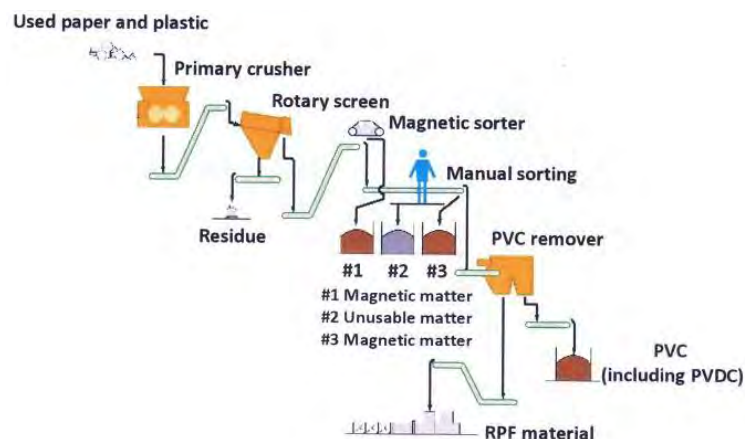 Used paper and plastic
Primary crusher
Rotary screen
Magnetic sorter
Manual sorting
Residue
#1 #2 #3
PVC remover
#1 Magnetic matter
#2 Unusable matter
#3 Magnetic matter
PVC
(including PVDC)
RPF material